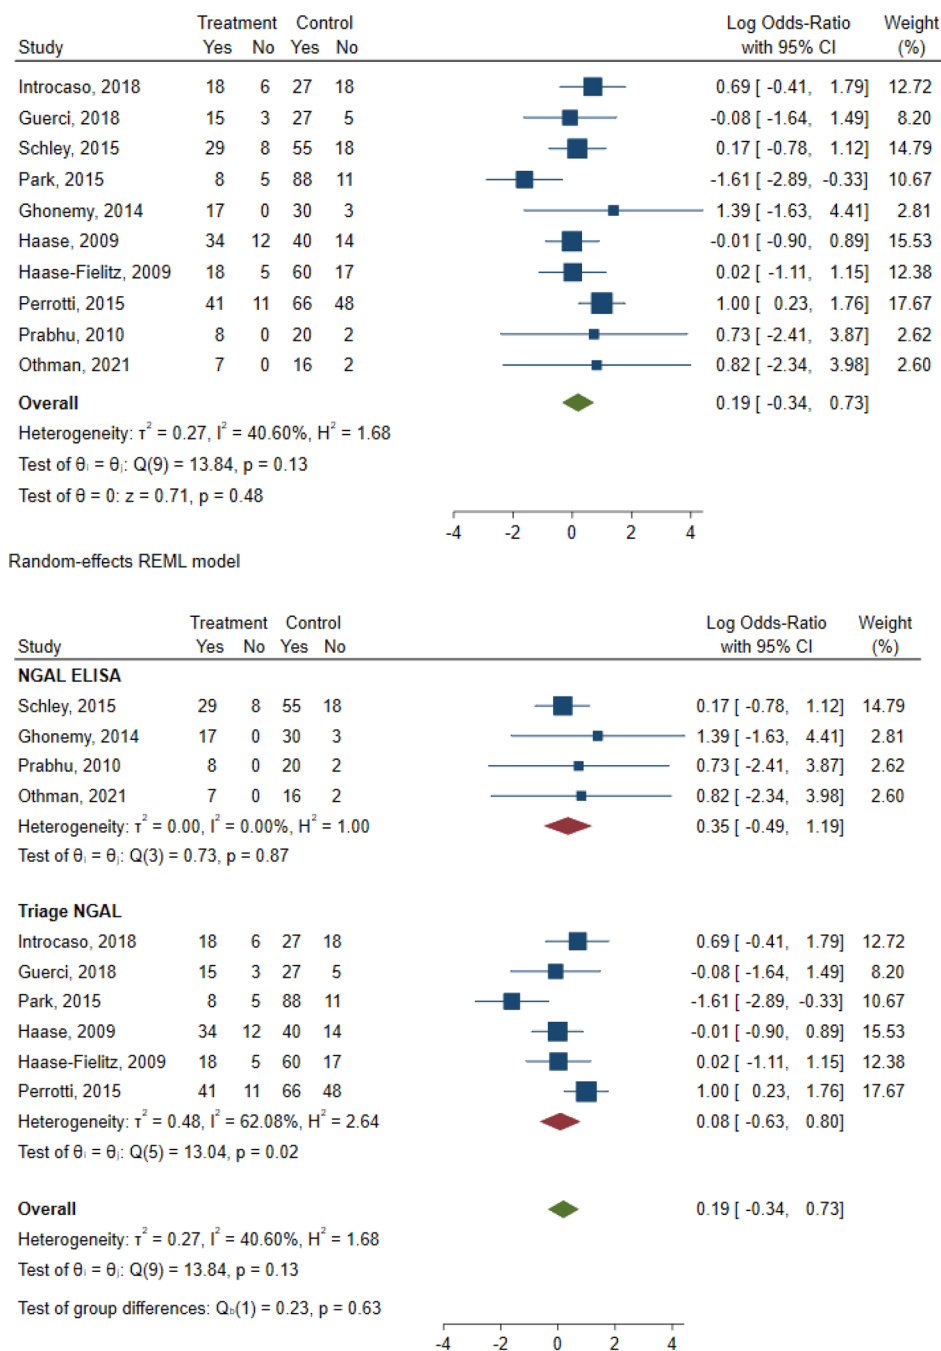 Treatment Control Log Odds-Ratio Weight
Study Yes No Yes No with 95% CI (%)
Introcaso, 2018 18 6 27 18 0.69 [ -0.41, 1.79] 12.72
Guerci, 2018 15 3 27 5 -0.08 [ -1.64, 1.49] 8.20
Schley, 2015 29 8 55 18 0.17 [ -0.78, 1.12] 14.79
Park, 2015 8 5 88 11 -1.61 [ -2.89, -0.33] 10.67
Ghonemy, 2014 17 0 30 3 1.39 [ -1.63, 4.41] 2.81
Haase, 2009 34 12 40 14 -0.01 [ -0.90, 0.89] 15.53
Haase-Fielitz, 2009 18 5 60 17 0.02 [ -1.11, 1.15] 12.38
Perrotti, 2015 41 11 66 48 1.00 [ 0.23, 1.76] 17.67
Prabhu, 2010 8 0 20 2 0.73 [ -2.41, 3.87] 2.62
Othman, 2021 7 0 16 2 0.82 [ -2.34, 3.98] 2.60
Overall 0.19 [ -0.34, 0.73]
Heterogeneity: τ² = 0.27, I² = 40.60%, H² = 1.68
Test of θᵢ = θⱼ: Q(9) = 13.84, p = 0.13
Test of θ = 0: z = 0.71, p = 0.48
-4 -2 0 2 4
Random-effects REML model
Treatment Control Log Odds-Ratio Weight
Study Yes No Yes No with 95% CI (%)
NGAL ELISA
Schley, 2015 29 8 55 18 0.17 [ -0.78, 1.12] 14.79
Ghonemy, 2014 17 0 30 3 1.39 [ -1.63, 4.41] 2.81
Prabhu, 2010 8 0 20 2 0.73 [ -2.41, 3.87] 2.62
Othman, 2021 7 0 16 2 0.82 [ -2.34, 3.98] 2.60
Heterogeneity: τ² = 0.00, I² = 0.00%, H² = 1.00 0.35 [ -0.49, 1.19]
Test of θᵢ = θⱼ: Q(3) = 0.73, p = 0.87
Triage NGAL
Introcaso, 2018 18 6 27 18 0.69 [ -0.41, 1.79] 12.72
Guerci, 2018 15 3 27 5 -0.08 [ -1.64, 1.49] 8.20
Park, 2015 8 5 88 11 -1.61 [ -2.89, -0.33] 10.67
Haase, 2009 34 12 40 14 -0.01 [ -0.90, 0.89] 15.53
Haase-Fielitz, 2009 18 5 60 17 0.02 [ -1.11, 1.15] 12.38
Perrotti, 2015 41 11 66 48 1.00 [ 0.23, 1.76] 17.67
Heterogeneity: τ² = 0.48, I² = 62.08%, H² = 2.64 0.08 [ -0.63, 0.80]
Test of θᵢ = θⱼ: Q(5) = 13.04, p = 0.02
Overall 0.19 [ -0.34, 0.73]
Heterogeneity: τ² = 0.27, I² = 40.60%, H² = 1.68
Test of θᵢ = θⱼ: Q(9) = 13.84, p = 0.13
Test of group differences: Q_b(1) = 0.23, p = 0.63
-4 -2 0 2 4